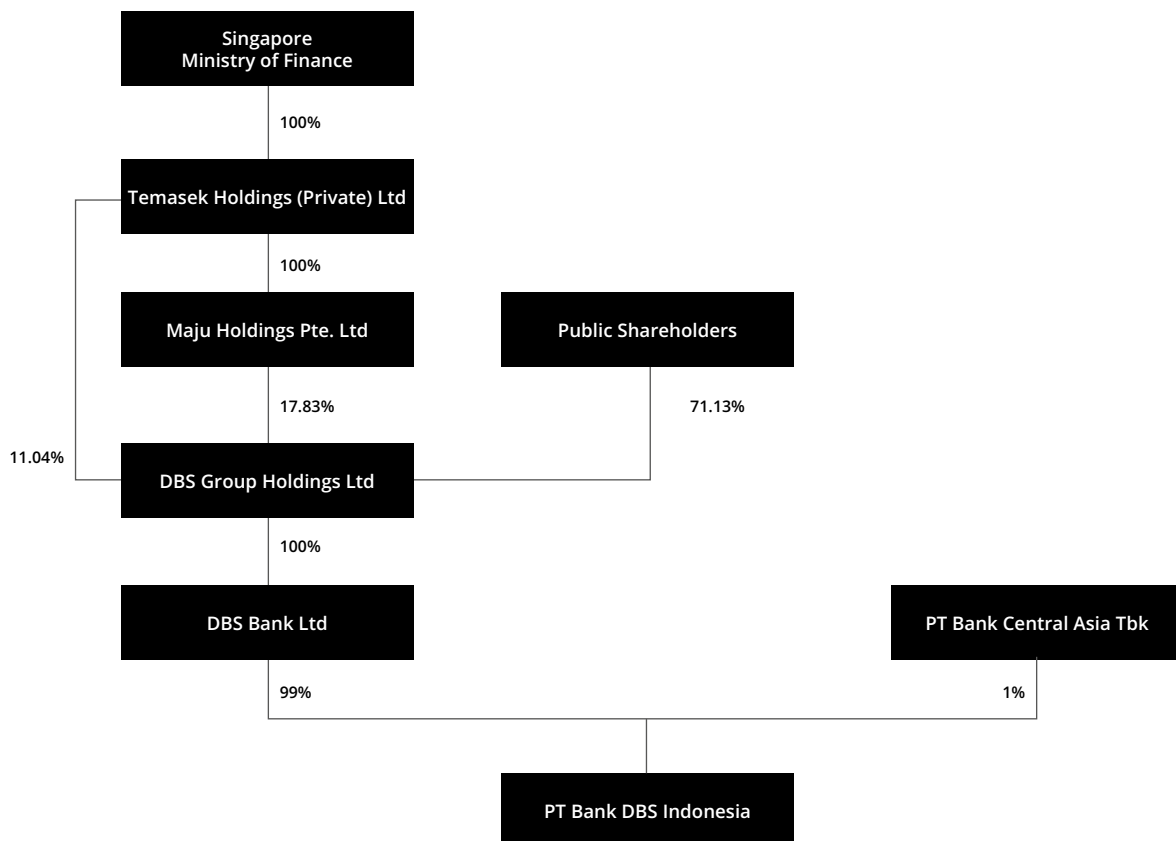 Singapore
Ministry of Finance
100%
Temasek Holdings (Private) Ltd
100%
Maju Holdings Pte. Ltd
Public Shareholders
17.83%
71.13%
11.04%
DBS Group Holdings Ltd
100%
DBS Bank Ltd
PT Bank Central Asia Tbk
99%
1%
PT Bank DBS Indonesia